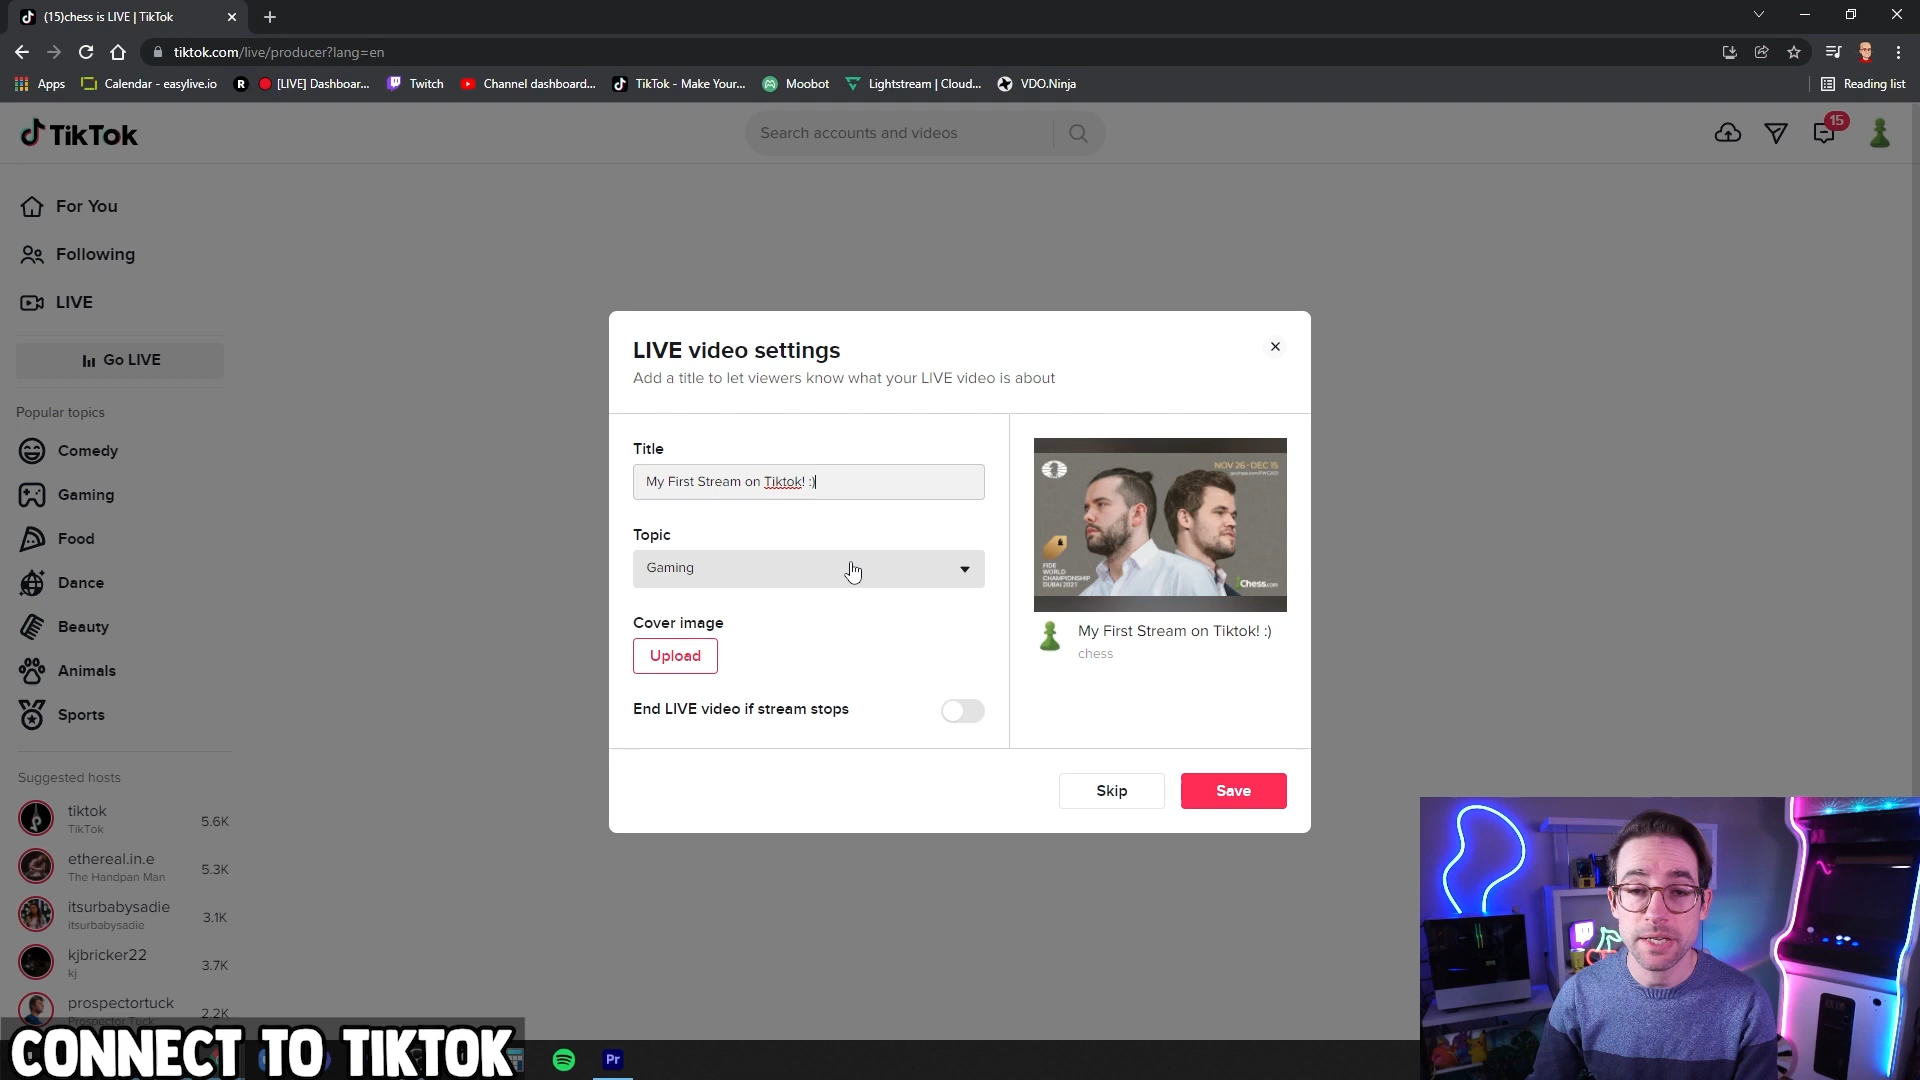 (15)chess is LIVE | TikTok
tiktok.com/live/producer?lang=en
Apps
Calendar - easylive.io
R
[LIVE] Dashboar...
Twitch
Channel dashboard...
TikTok - Make Your...
Moobot
Lightstream | Cloud...
VDO.Ninja
Reading list
TikTok
Search accounts and videos
15
For You
Following
LIVE
Go LIVE
Popular topics
Comedy
Gaming
Food
Dance
Beauty
Animals
Sports
Suggested hosts
tiktok
TikTok
5.6K
ethereal.in.e
The Handpan Man
5.3K
itsurbabysadie
itsurbabysadie
3.1K
kjbricker22
kj
3.7K
prospectortuck
Prospector Tuck
2.2K
LIVE video settings
Add a title to let viewers know what your LIVE video is about
Title
My First Stream on Tiktok! :)
Topic
Gaming
Cover image
Upload
End LIVE video if stream stops
NOV 26 - DEC 15
FIDE
WORLD
CHAMPIONSHIP
DUBAI 2021
Chess.com
My First Stream on Tiktok! :)
chess
Skip
Save
CONNECT TO TIKTOK
Pr